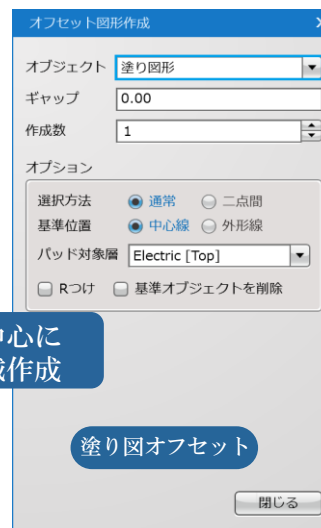 オフセット図形作成
オブジェクト 塗り図形
ギャップ 0.00
作成数 1
オプション
選択方法 通常 二点間
基準位置 中心線 外形線
パッド対象層 Electric [Top]
Rつけ 基準オブジェクトを削除
心に
作成
塗り図オフセット
閉じる